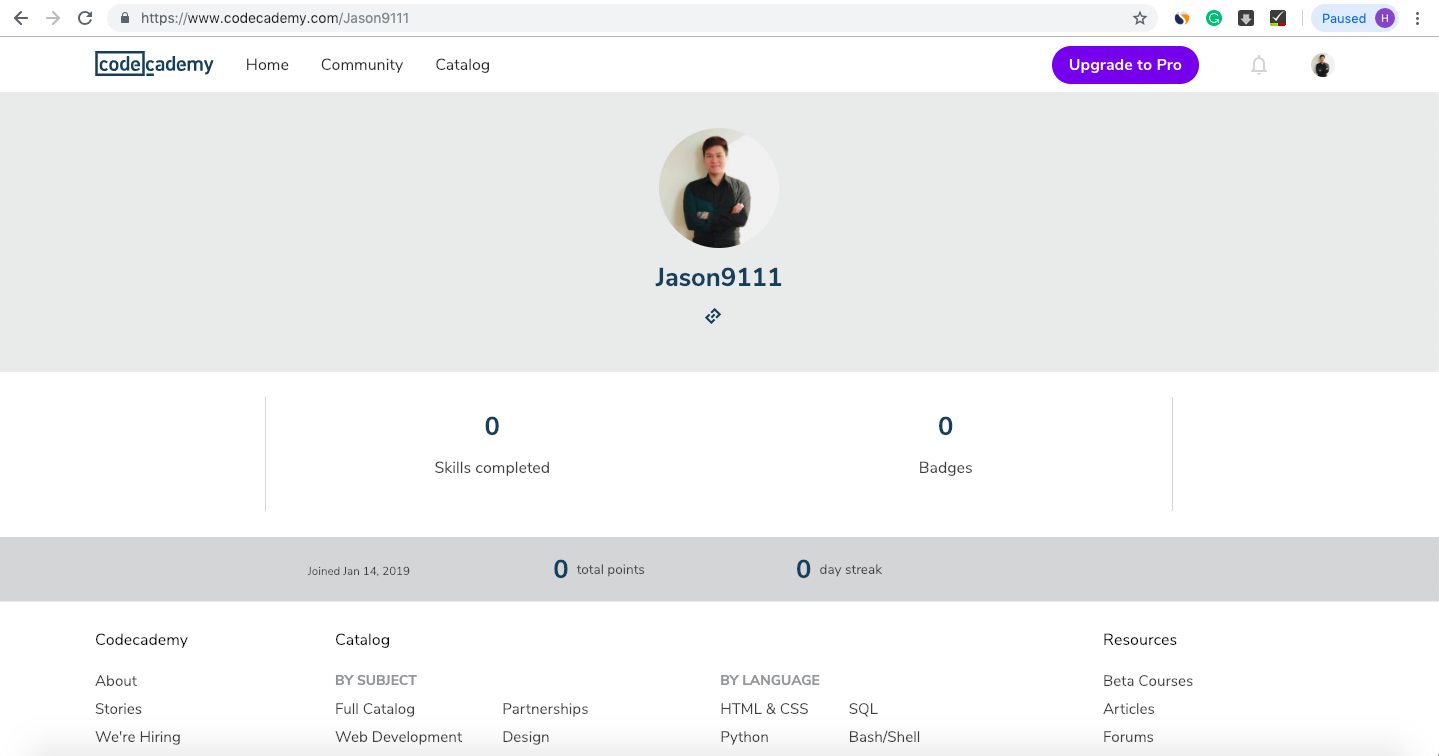 https://www.codecademy.com/Jason9111
Paused H
codecademy Home Community Catalog Upgrade to Pro
Jason9111
0 0
Skills completed Badges
Joined Jan 14, 2019 0 total points 0 day streak
Codecademy Catalog Resources
About BY SUBJECT BY LANGUAGE Beta Courses
Stories Full Catalog Partnerships HTML & CSS SQL Articles
We're Hiring Web Development Design Python Bash/Shell Forums